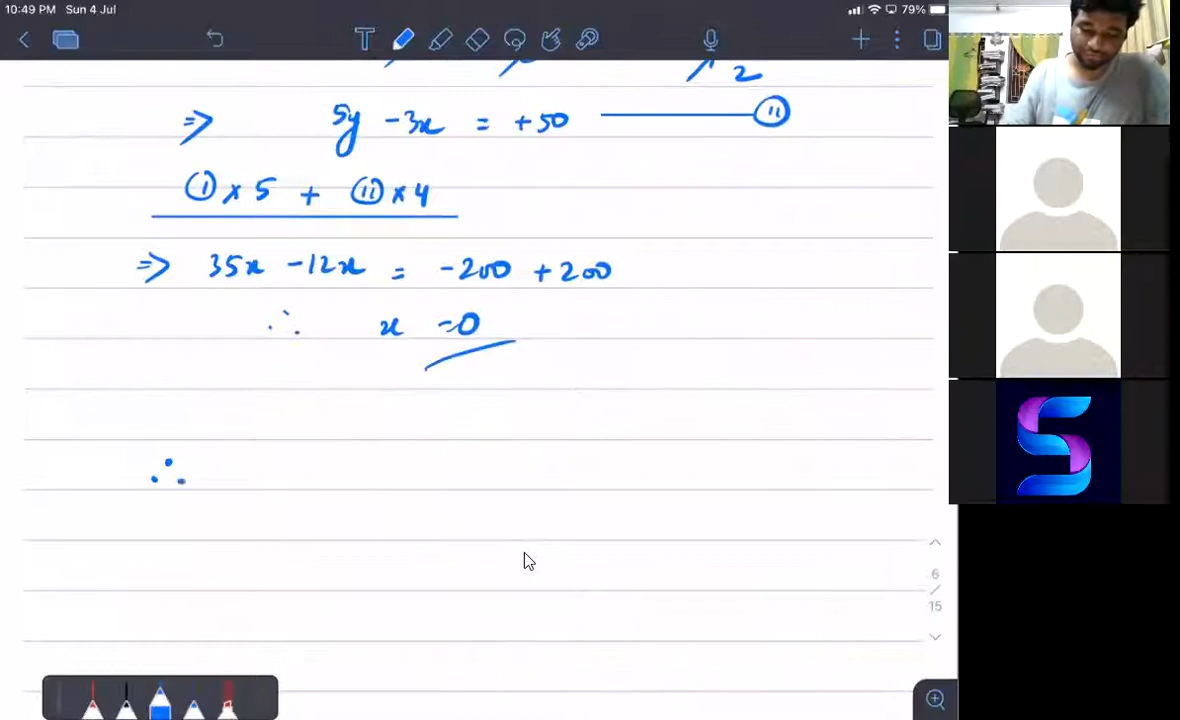 10:49 PM Sun 4 Jul 79%
2
⇒ 5y - 3x = +50 ——— (ii)
(i) × 5 + (ii) × 4
⇒ 35x - 12x = -200 + 200
∴ x = 0
∴
6
/
15